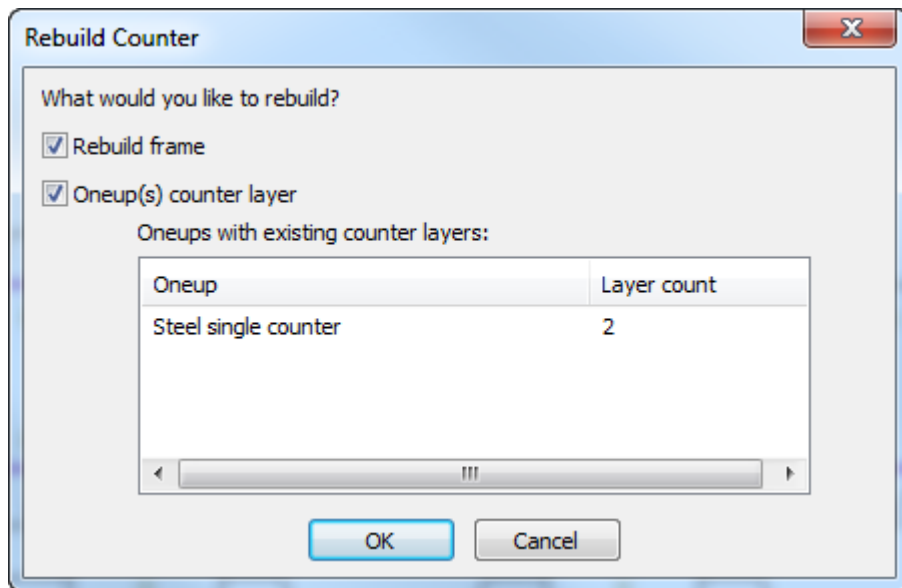 Rebuild Counter
What would you like to rebuild?
Rebuild frame
Oneup(s) counter layer
Oneups with existing counter layers:
Oneup Layer count
Steel single counter 2
OK Cancel